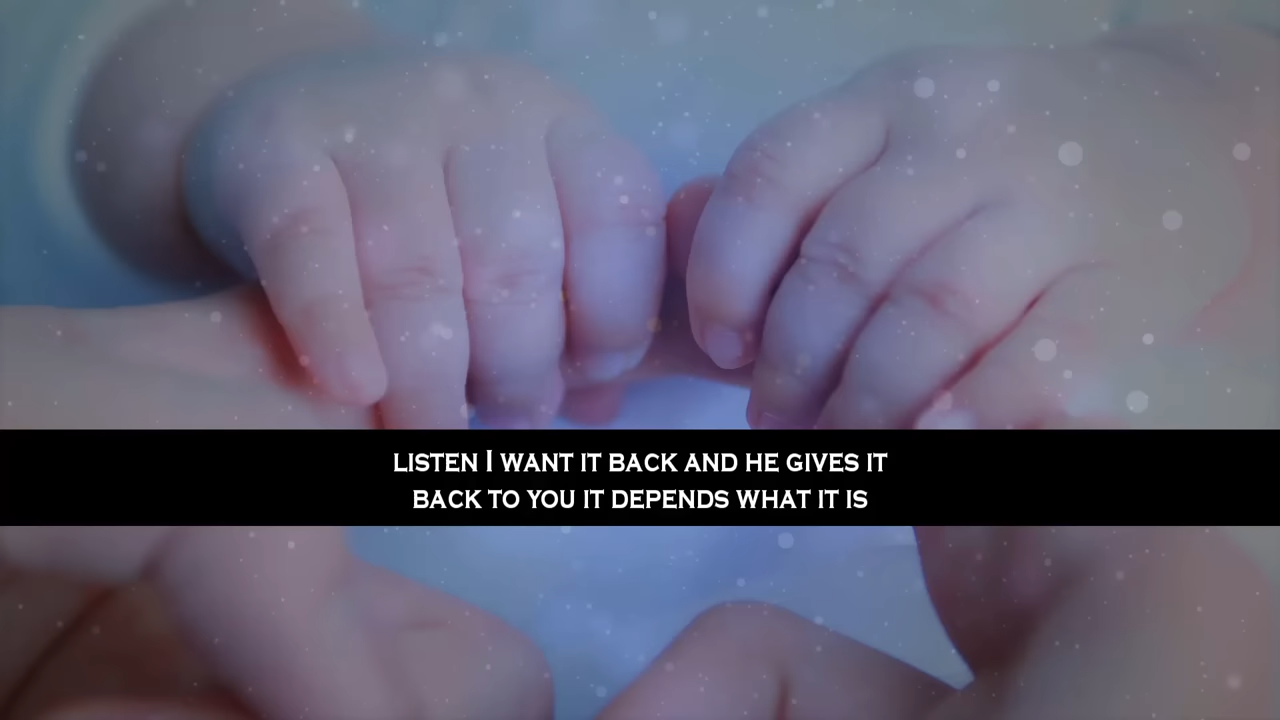 LISTEN I WANT IT BACK AND HE GIVES IT
BACK TO YOU IT DEPENDS WHAT IT IS